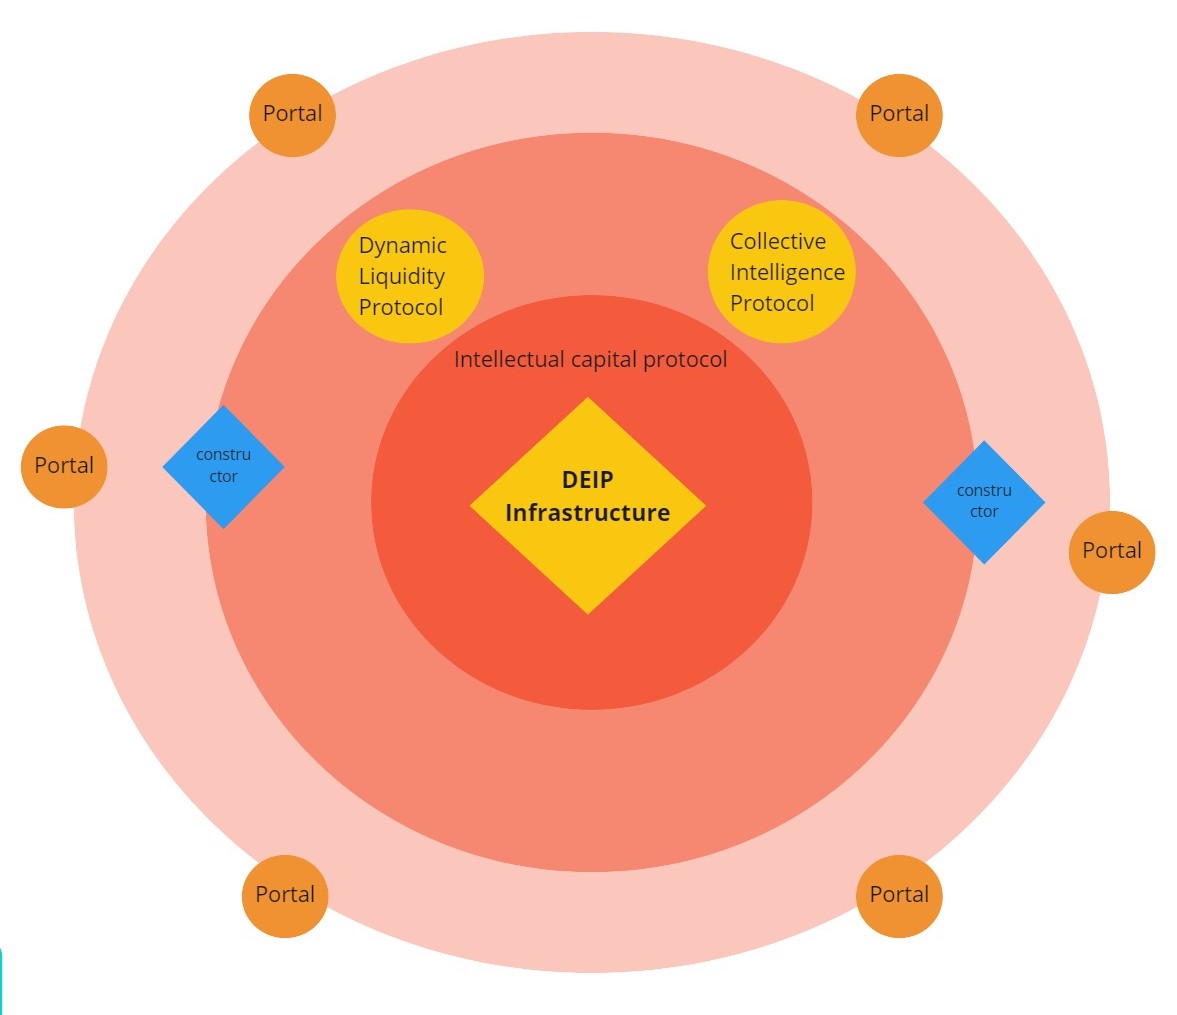 Portal
Portal
Dynamic
Liquidity
Protocol
Collective
Intelligence
Protocol
Intellectual capital protocol
Portal
constru
ctor
DEIP
Infrastructure
constru
ctor
Portal
Portal
Portal